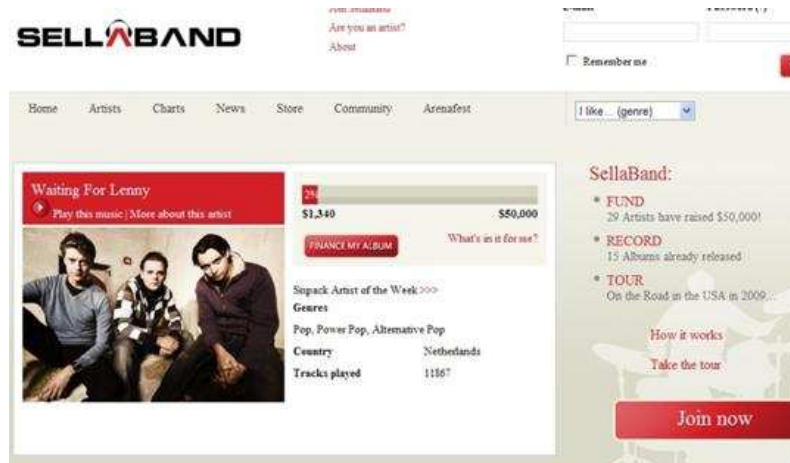 SELLABAND
Are you an artist?
About
Remember me
Home Artists Charts News Store Community Arenafest
I like... (genre)
Waiting For Lenny
Play this music | More about this artist
2%
$1,340 $50,000
FINANCE MY ALBUM
What's in it for me?
Supack Artist of the Week >>>
Genres
Pop, Power Pop, Alternative Pop
Country Netherlands
Tracks played 11867
SellaBand:
FUND
29 Artists have raised $50,000!
RECORD
15 Albums already released
TOUR
On the Road in the USA in 2009...
How it works
Take the tour
Join now